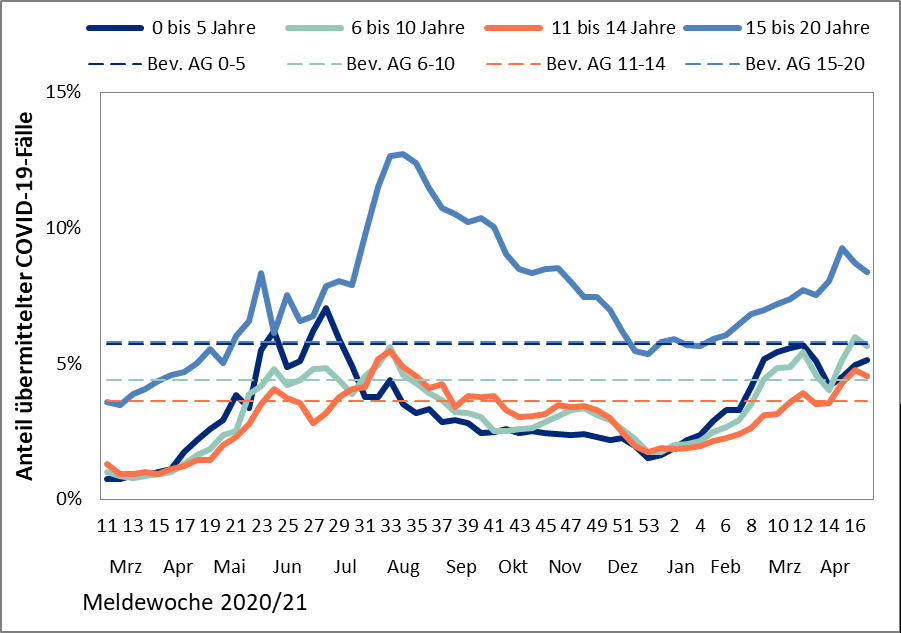 0 bis 5 Jahre 6 bis 10 Jahre 11 bis 14 Jahre 15 bis 20 Jahre
Bev. AG 0-5 Bev. AG 6-10 Bev. AG 11-14 Bev. AG 15-20
Anteil übermittelter COVID-19-Fälle
15%
10%
5%
0%
11 13 15 17 19 21 23 25 27 29 31 33 35 37 39 41 43 45 47 49 51 53 2 4 6 8 10 12 14 16
Mrz Apr Mai Jun Jul Aug Sep Okt Nov Dez Jan Feb Mrz Apr
Meldewoche 2020/21